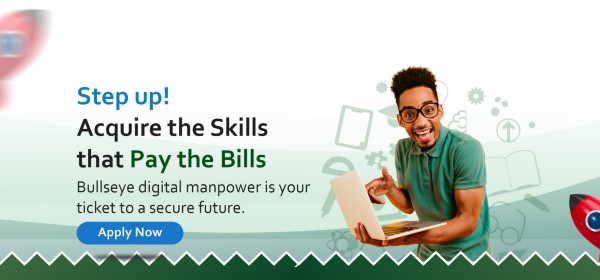 Step up!
Acquire the Skills
that Pay the Bills
Bullseye digital manpower is your
ticket to a secure future.
Apply Now